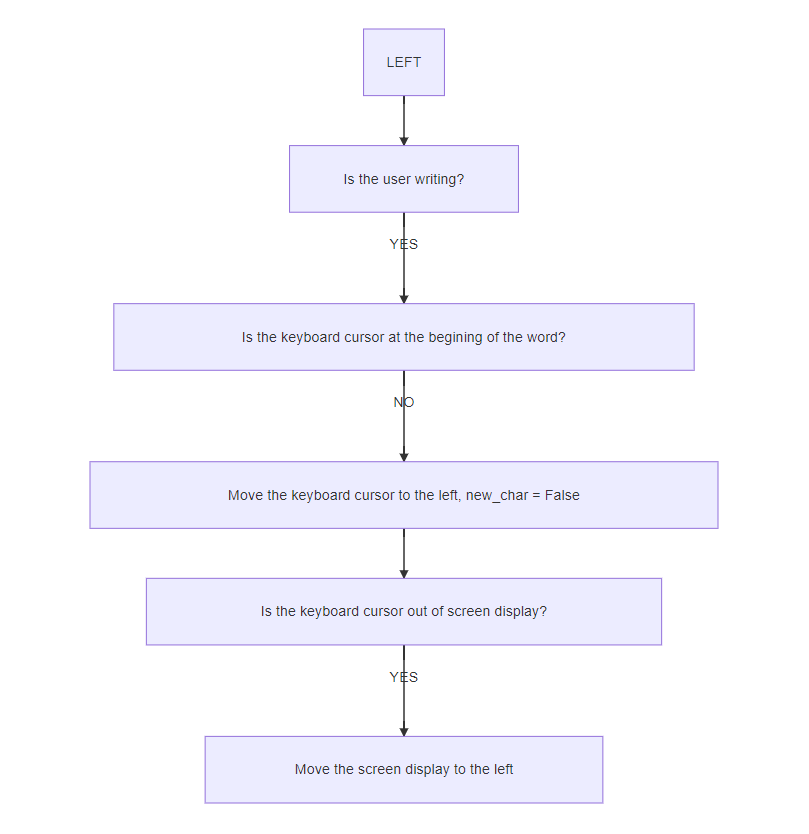 LEFT
Is the user writing?
YES
Is the keyboard cursor at the begining of the word?
NO
Move the keyboard cursor to the left, new_char = False
Is the keyboard cursor out of screen display?
YES
Move the screen display to the left